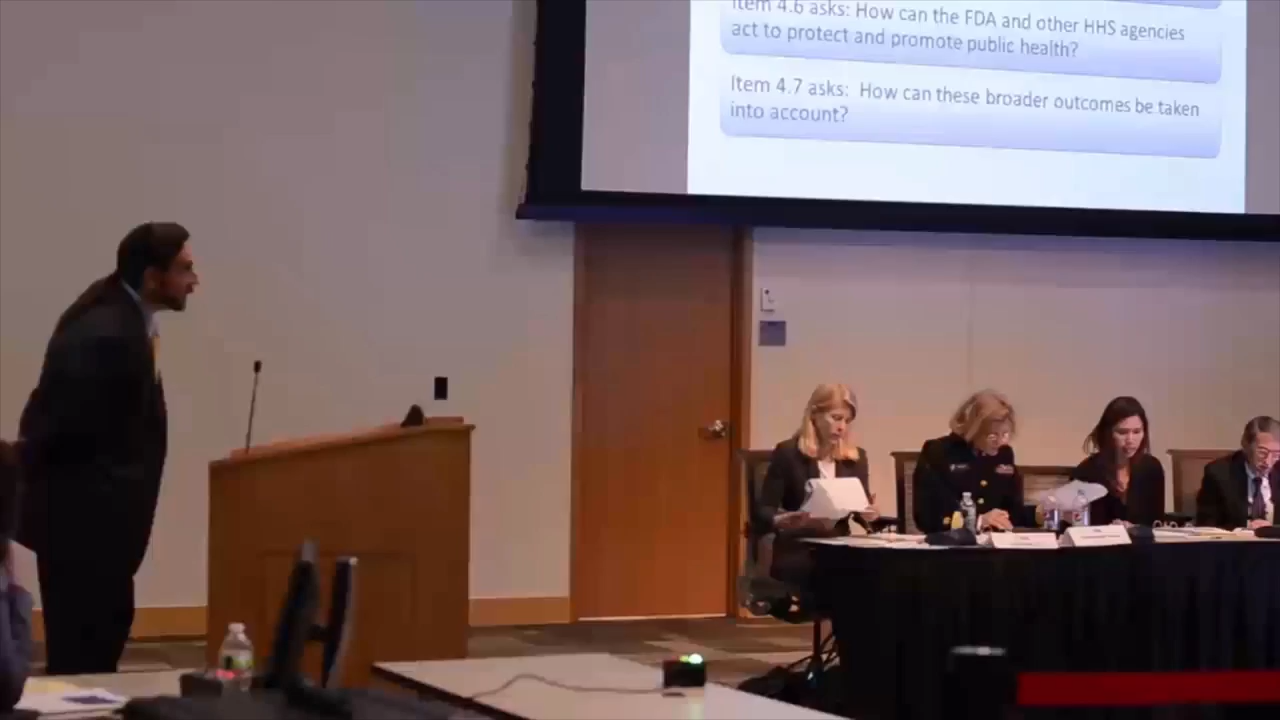 Item 4.6 asks: How can the FDA and other HHS agencies
act to protect and promote public health?
Item 4.7 asks: How can these broader outcomes be taken
into account?